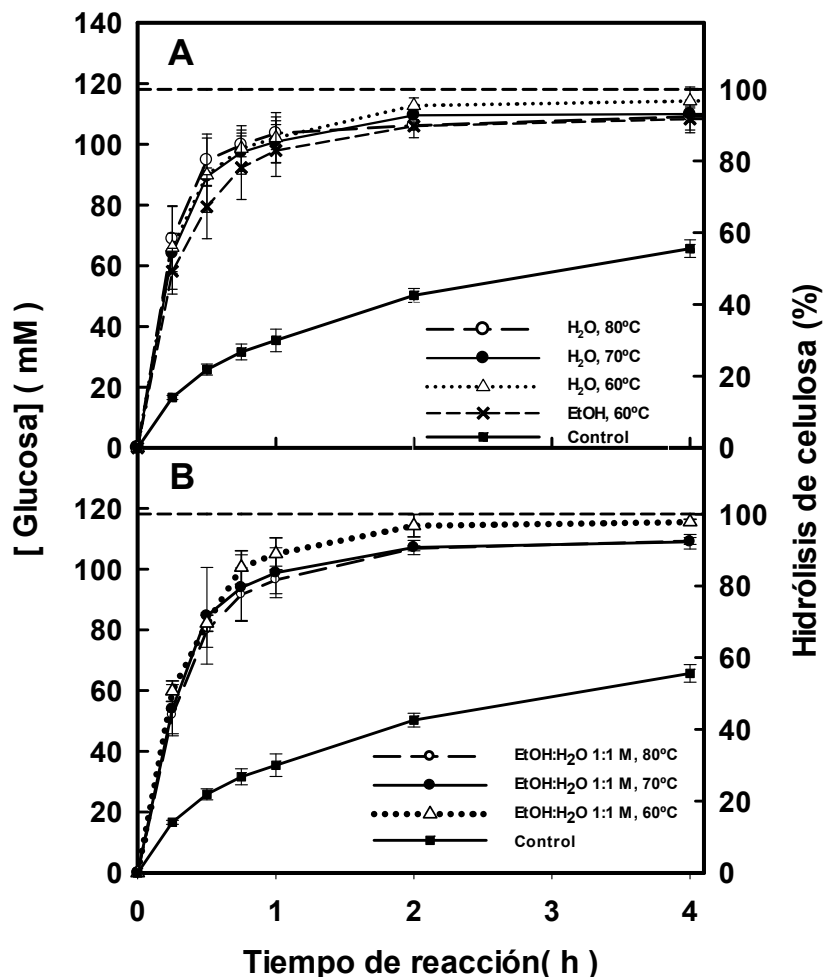 A
140
120
100
80
60
40
20
0
100
80
60
40
20
0
H₂O, 80ºC
H₂O, 70ºC
H₂O, 60ºC
EtOH, 60ºC
Control
[ Glucosa] ( mM)
Hidrólisis de celulosa (%)
B
120
100
80
60
40
20
0
100
80
60
40
20
0
EtOH:H₂O 1:1 M, 80ºC
EtOH:H₂O 1:1 M, 70ºC
EtOH:H₂O 1:1 M, 60ºC
Control
0 1 2 3 4
Tiempo de reacción( h )